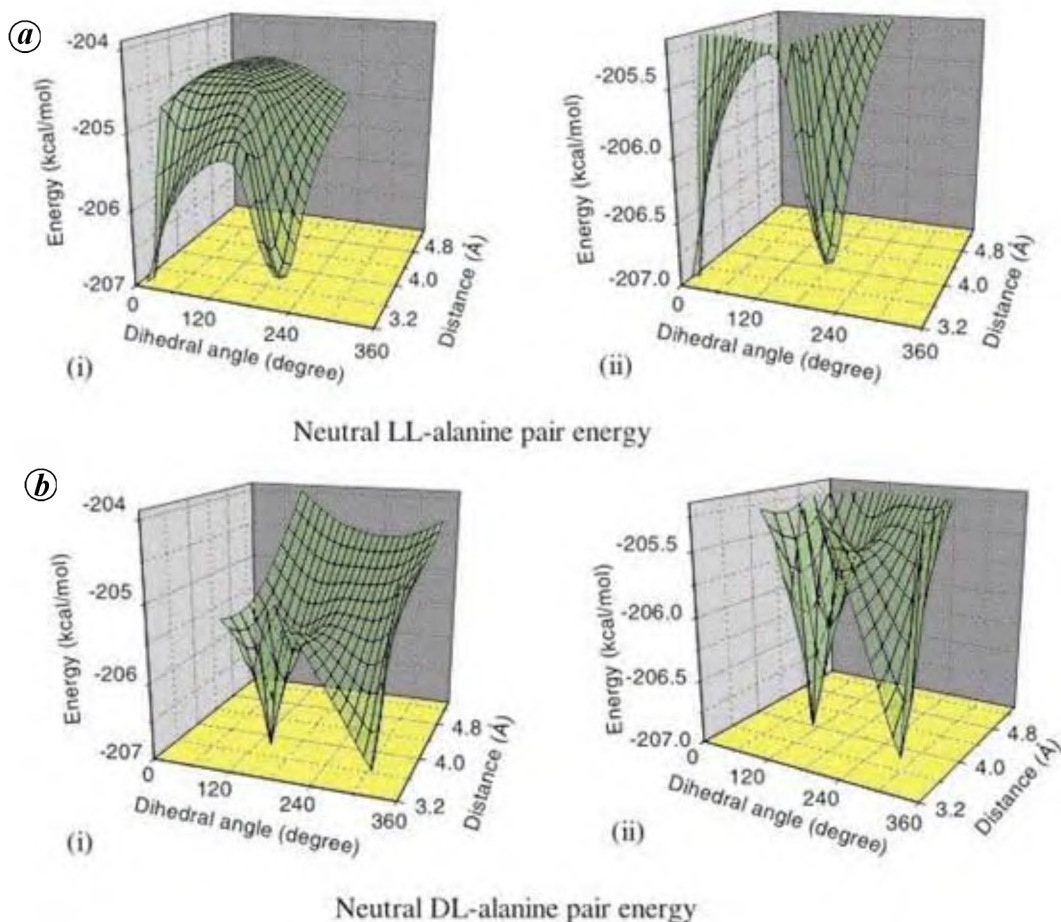 a
-204
-205
-206
-207
Energy (kcal/mol)
0
120
240
360
Dihedral angle (degree)
3.2
4.0
4.8
Distance (Å)
(i)
-205.5
-206.0
-206.5
-207.0
Energy (kcal/mol)
0
120
240
360
Dihedral angle (degree)
3.2
4.0
4.8
Distance (Å)
(ii)
Neutral LL-alanine pair energy
b
-204
-205
-206
-207
Energy (kcal/mol)
0
120
240
360
Dihedral angle (degree)
3.2
4.0
4.8
Distance (Å)
(i)
-205.5
-206.0
-206.5
-207.0
Energy (kcal/mol)
0
120
240
360
Dihedral angle (degree)
3.2
4.0
4.8
Distance (Å)
(ii)
Neutral DL-alanine pair energy